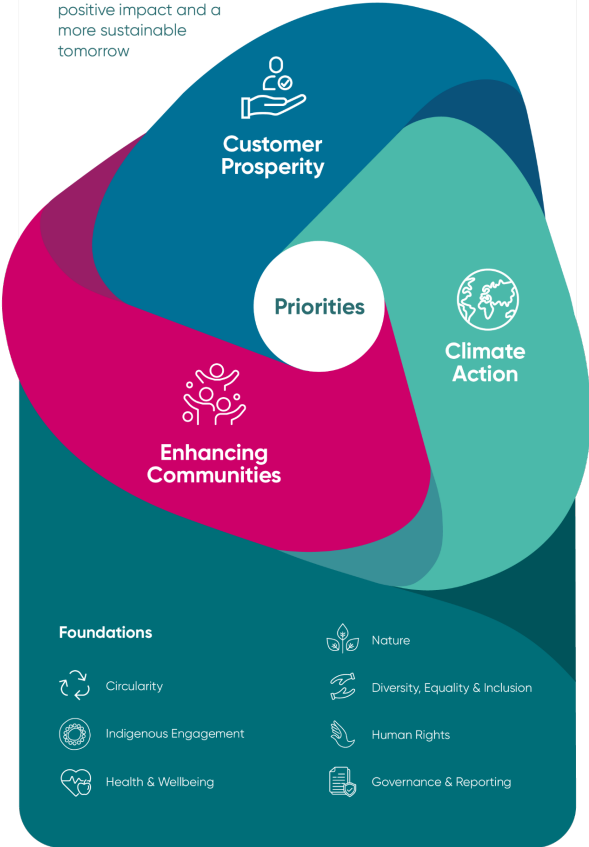 positive impact and a
more sustainable
tomorrow
Customer
Prosperity
Priorities
Climate
Action
Enhancing
Communities
Foundations
Circularity
Indigenous Engagement
Health & Wellbeing
Nature
Diversity, Equality & Inclusion
Human Rights
Governance & Reporting